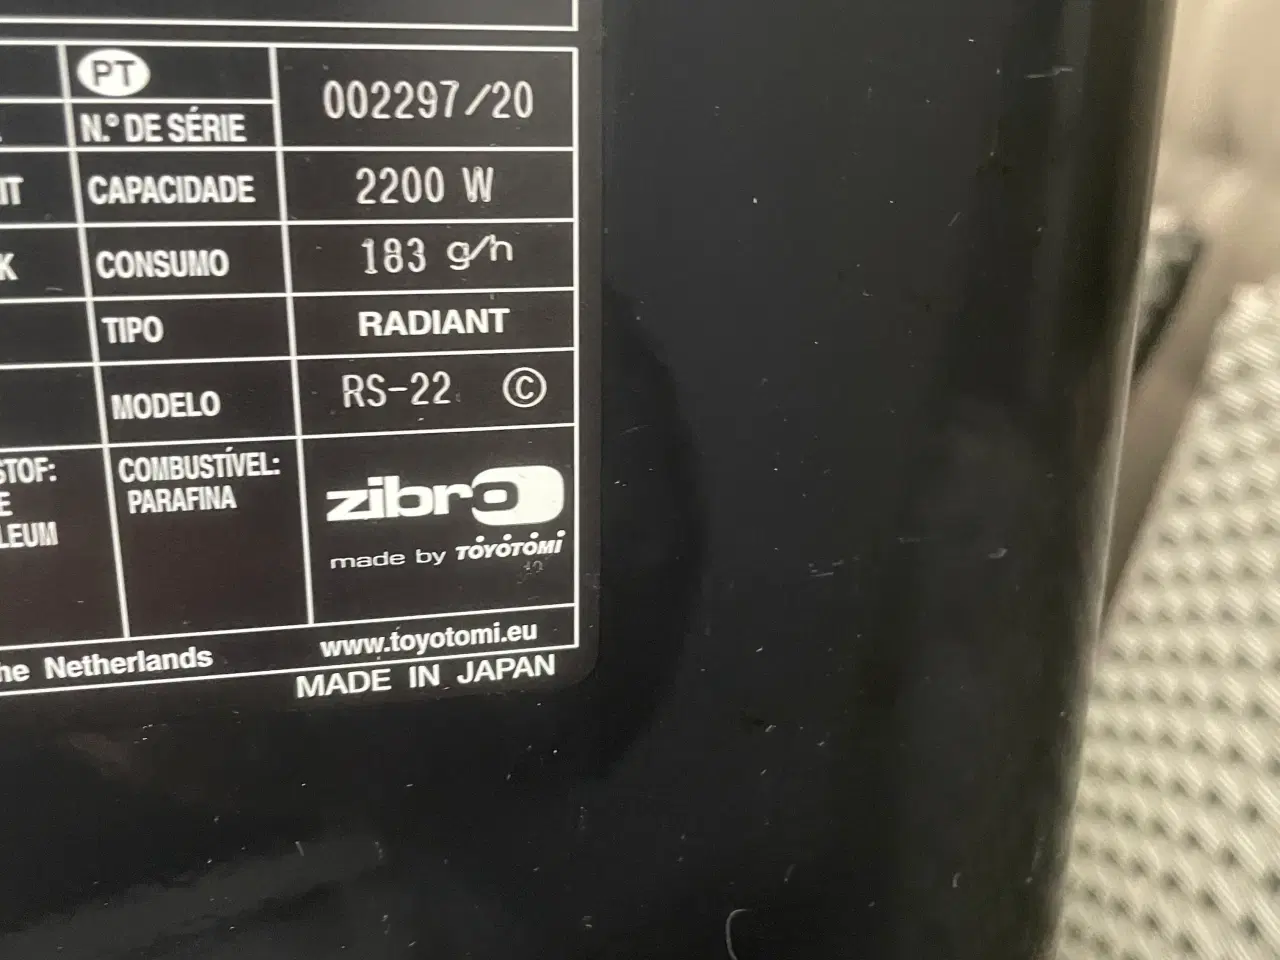 PT
N.º DE SÉRIE
002297/20
IT
CAPACIDADE
2200 W
K
CONSUMO
183 g/h
TIPO
RADIANT
MODELO
RS-22 ©
STOF:
E
LEUM
COMBUSTÍVEL:
PARAFINA
zibro
made by TOYOTOMI
he Netherlands
www.toyotomi.eu
MADE IN JAPAN